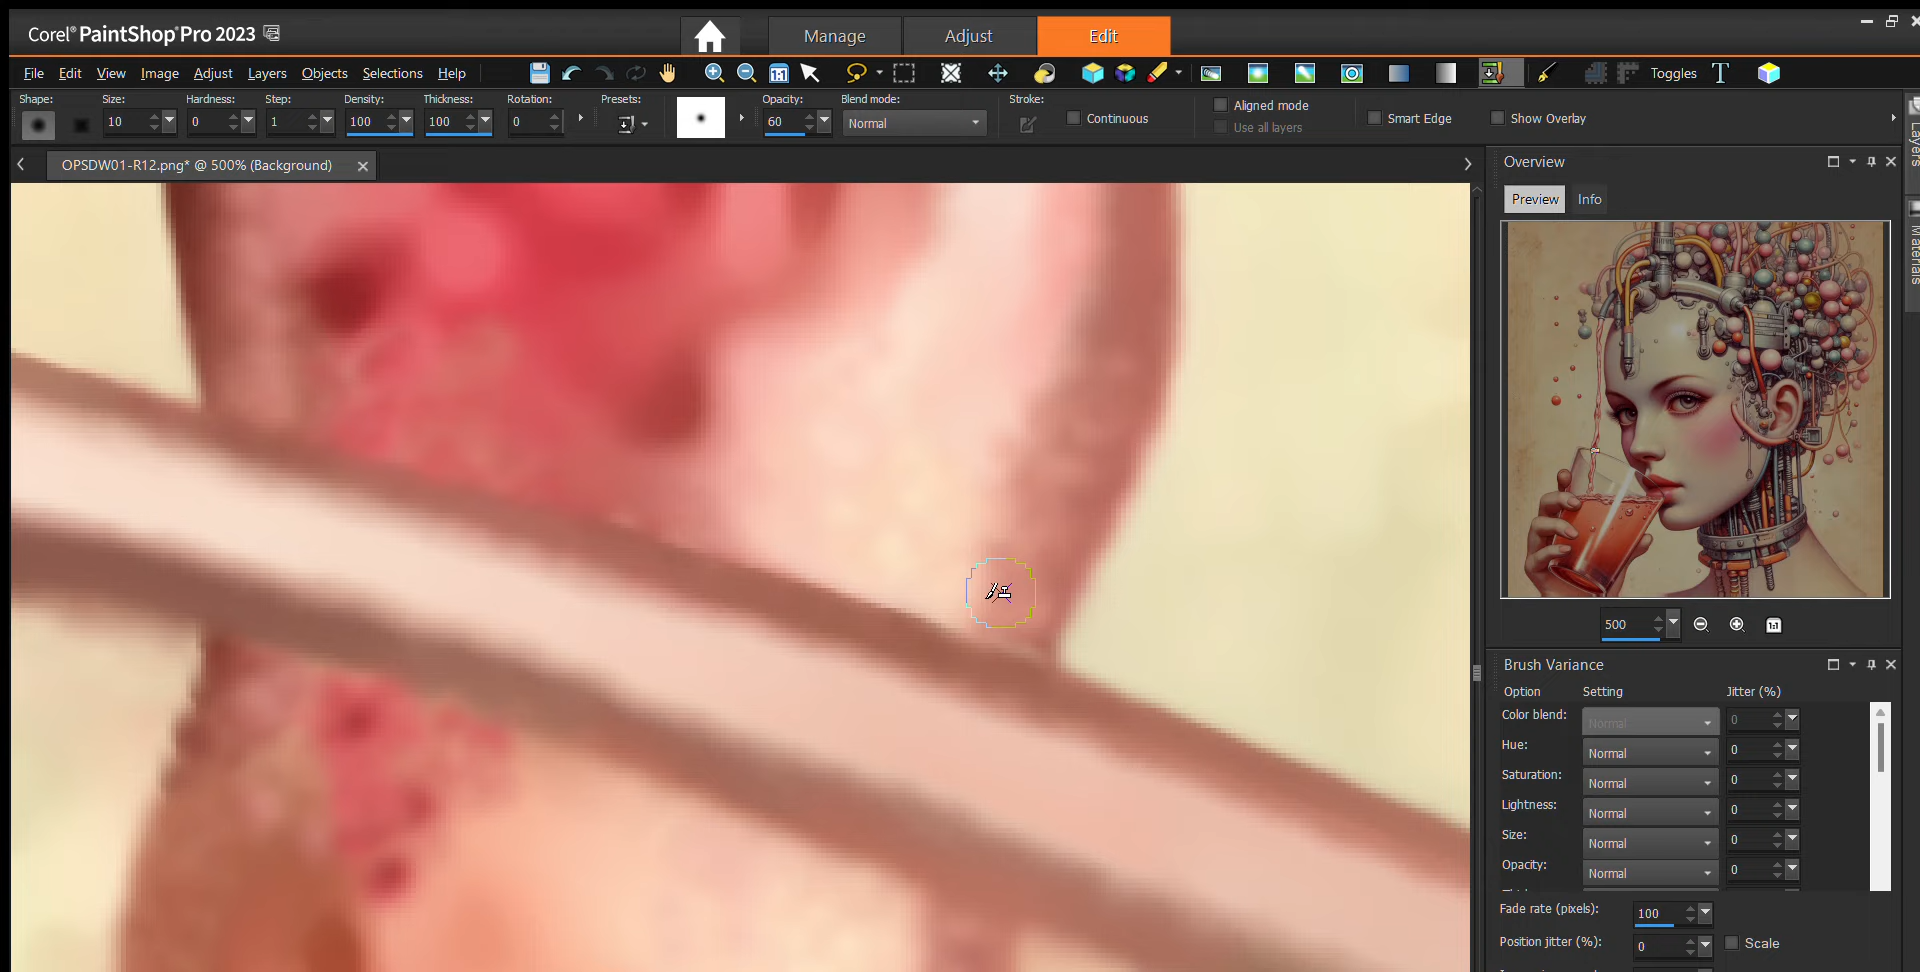 Corel® PaintShop® Pro 2023
Manage
Adjust
Edit
File Edit View Image Adjust Layers Objects Selections Help
1:1
Toggles
T
Shape: Size: Hardness: Step: Density: Thickness: Rotation: Presets: Opacity: Blend mode: Stroke:
10 0 1 100 100 0 60 Normal
Continuous
Aligned mode
Use all layers
Smart Edge
Show Overlay
OPSDW01-R12.png* @ 500% (Background)
Overview
Preview Info
500
1:1
Layers
Materials
Brush Variance
Option Setting Jitter (%)
Color blend: Normal 0
Hue: Normal 0
Saturation: Normal 0
Lightness: Normal 0
Size: Normal 0
Opacity: Normal 0
Fade rate (pixels): 100
Position jitter (%): 0 Scale